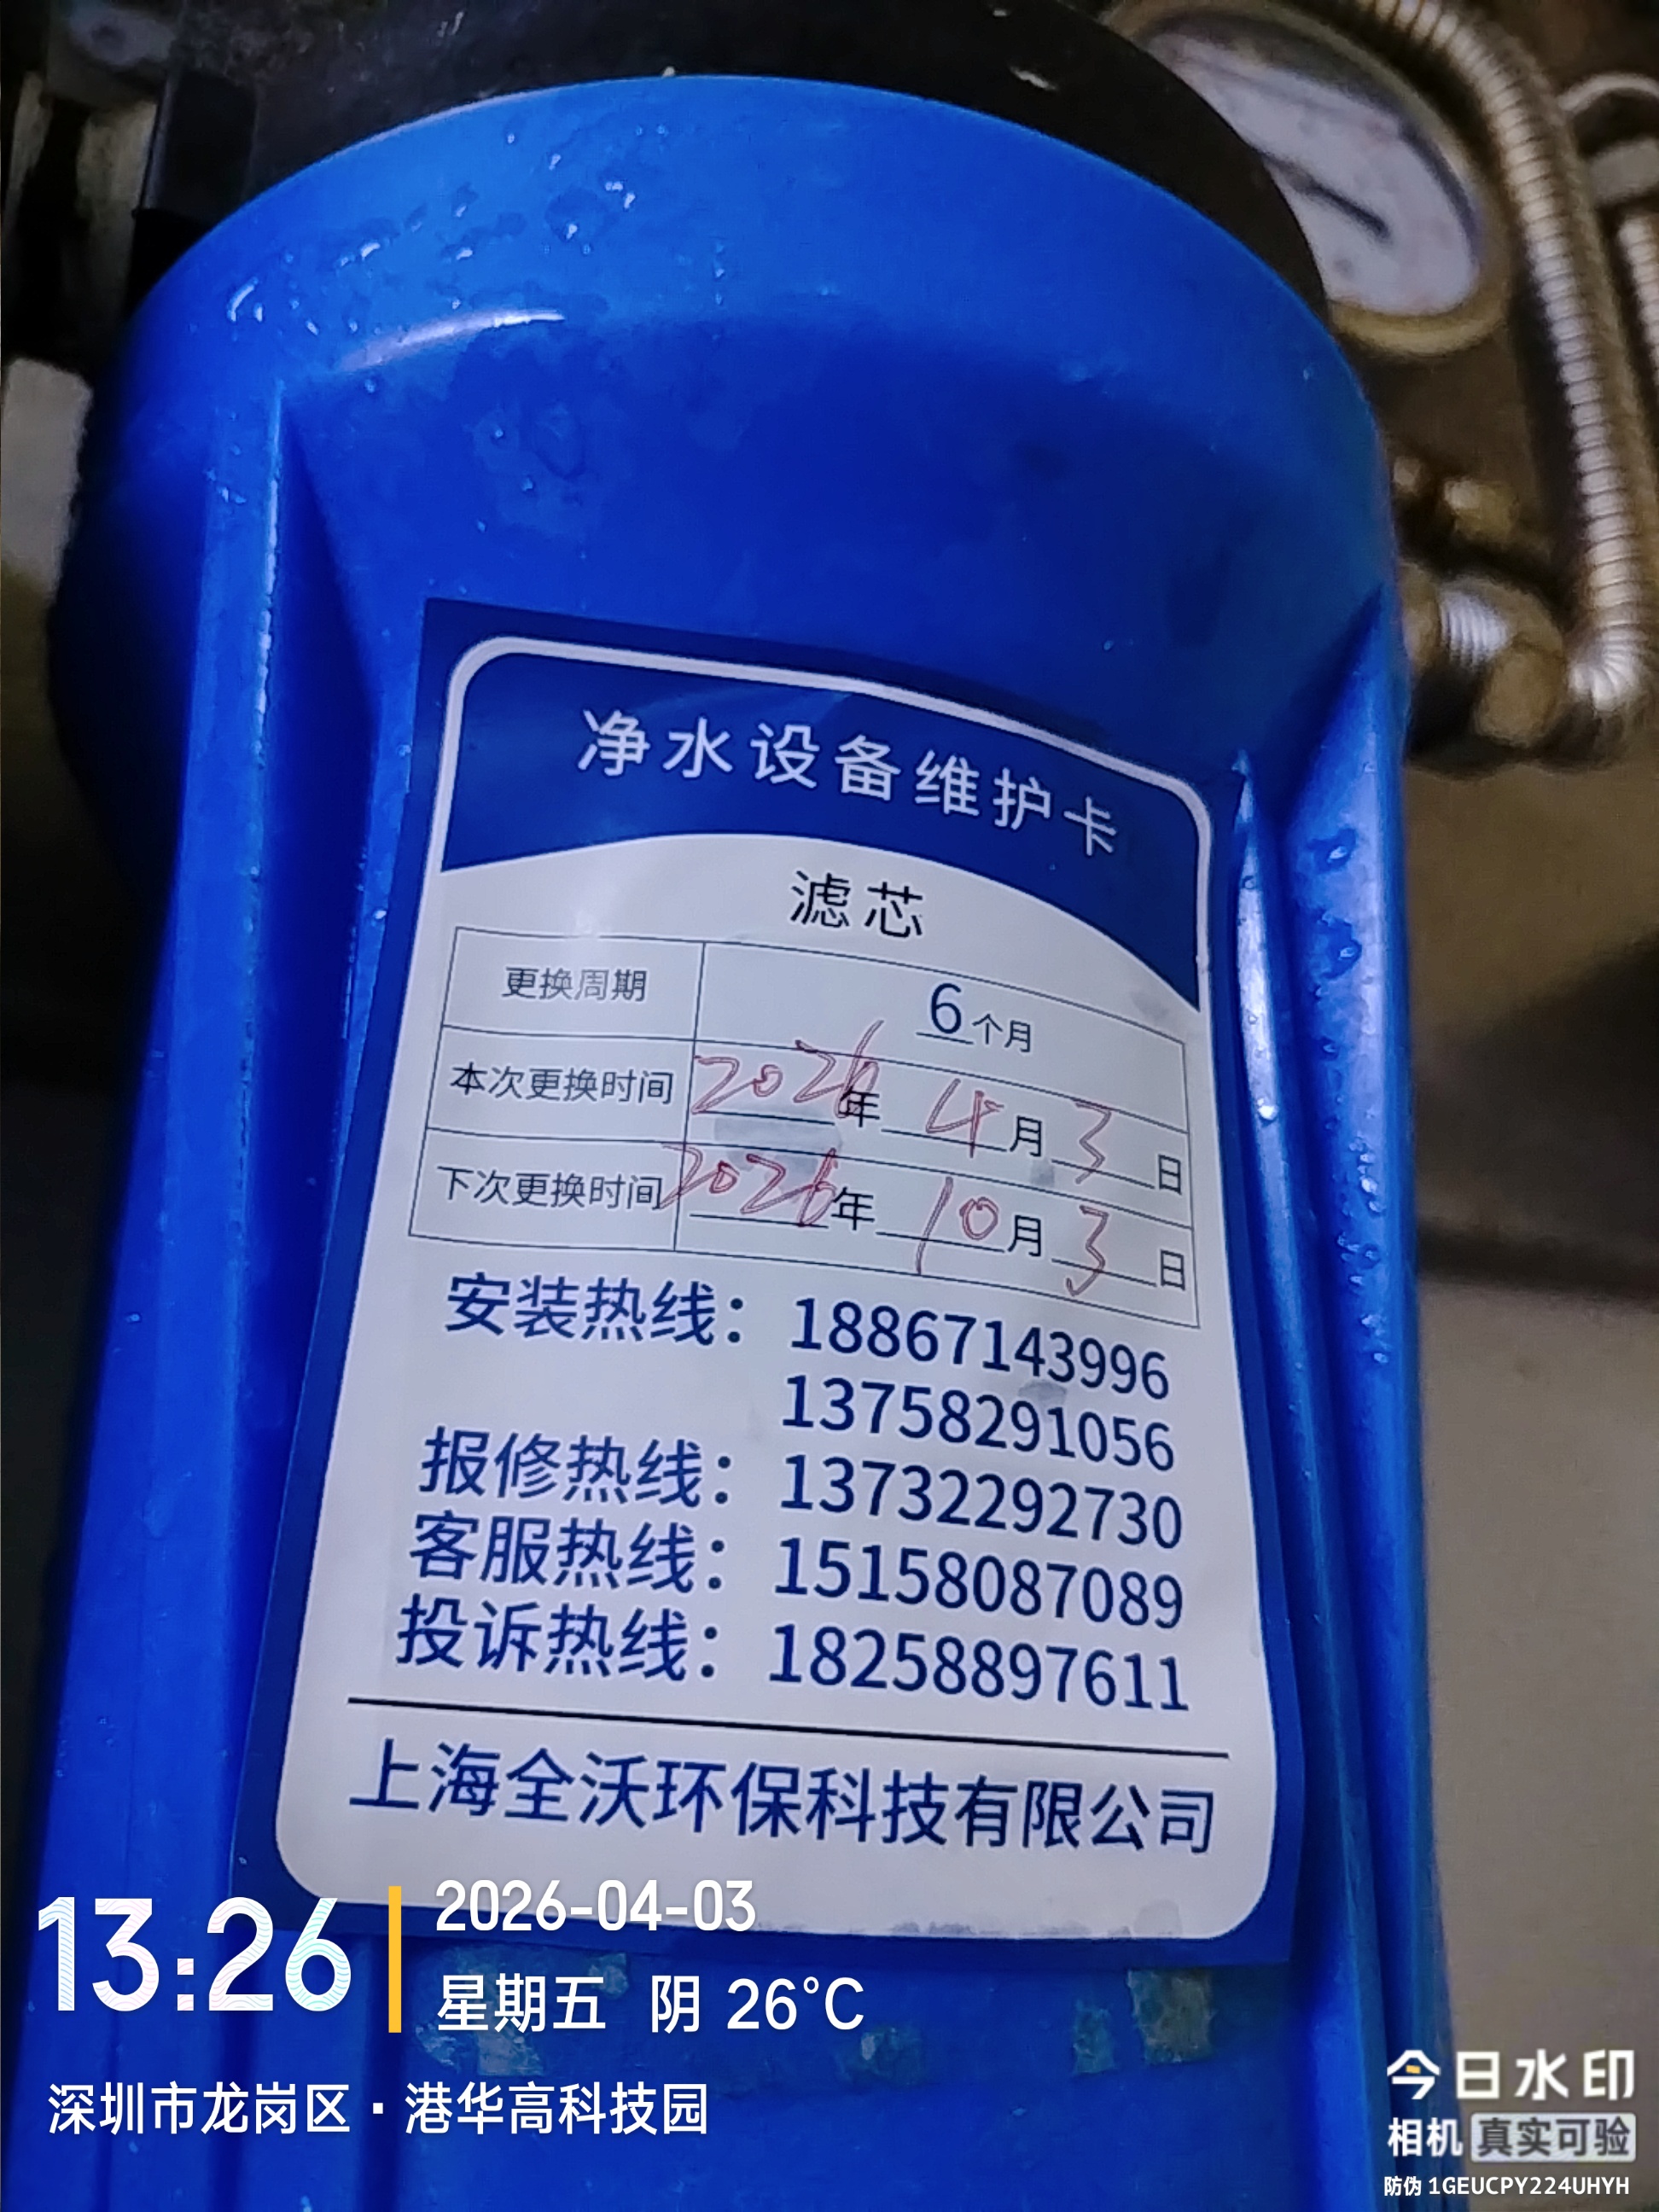 净水设备维护卡
滤芯
更换周期 6个月
本次更换时间 2026年4月3日
下次更换时间 2026年10月3日
安装热线：18867143996
13758291056
报修热线：13732292730
客服热线：15158087089
投诉热线：18258897611
上海全沃环保科技有限公司
13:26
2026-04-03
星期五 阴 26°C
深圳市龙岗区·港华高科技园
今日水印
相机 真实可验
防伪 1GEUCPY224UHYH